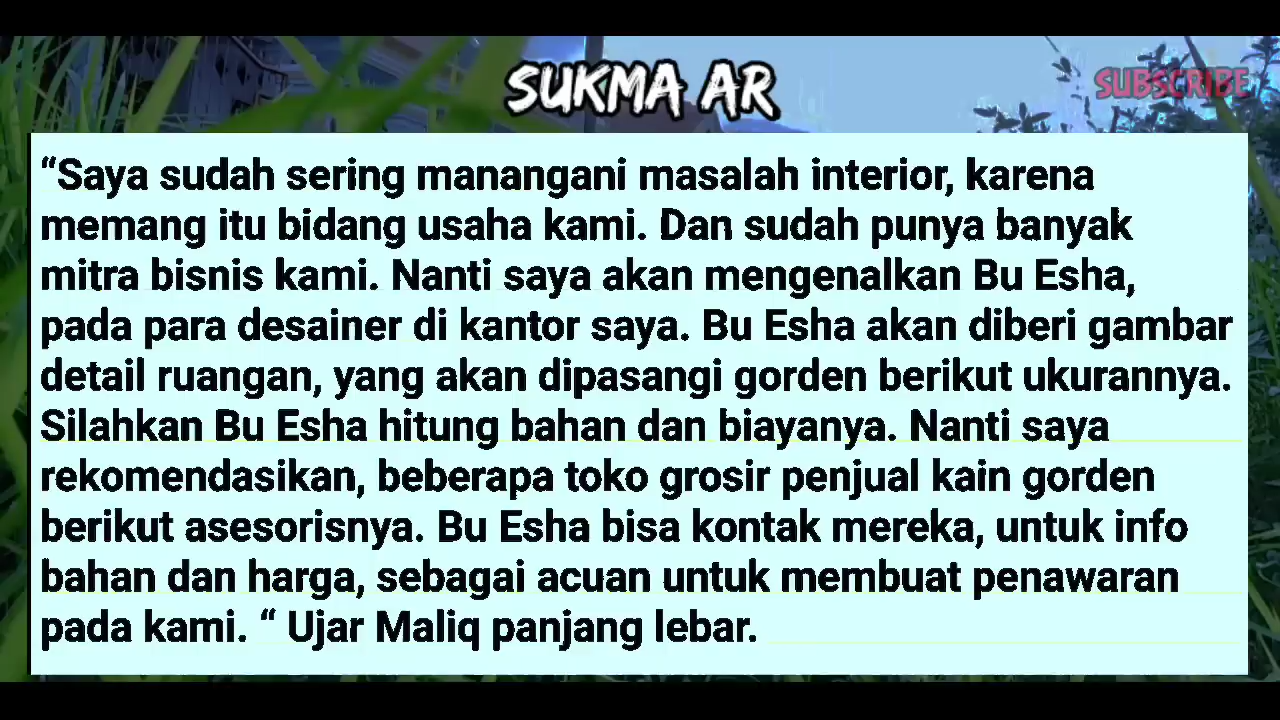 SUKMA AR
SUBSCRIBE
“Saya sudah sering manangani masalah interior, karena
memang itu bidang usaha kami. Dan sudah punya banyak
mitra bisnis kami. Nanti saya akan mengenalkan Bu Esha,
pada para desainer di kantor saya. Bu Esha akan diberi gambar
detail ruangan, yang akan dipasangi gorden berikut ukurannya.
Silahkan Bu Esha hitung bahan dan biayanya. Nanti saya
rekomendasikan, beberapa toko grosir penjual kain gorden
berikut asesorisnya. Bu Esha bisa kontak mereka, untuk info
bahan dan harga, sebagai acuan untuk membuat penawaran
pada kami. “ Ujar Maliq panjang lebar.